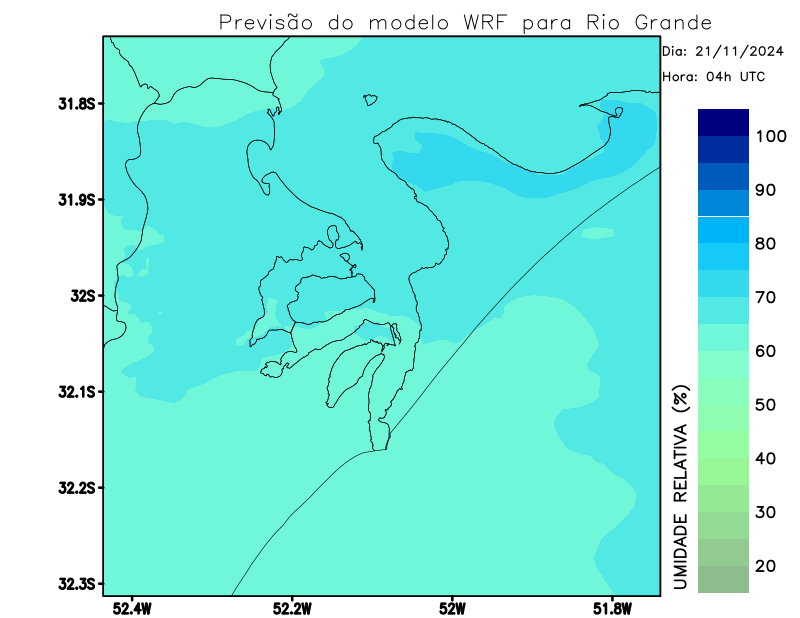 Previsão do modelo WRF para Rio Grande
Dia: 21/11/2024
Hora: 04h UTC
31.8S
31.9S
32S
32.1S
32.2S
32.3S
52.4W
52.2W
52W
51.8W
100
90
80
70
60
50
40
30
20
UMIDADE RELATIVA (%)